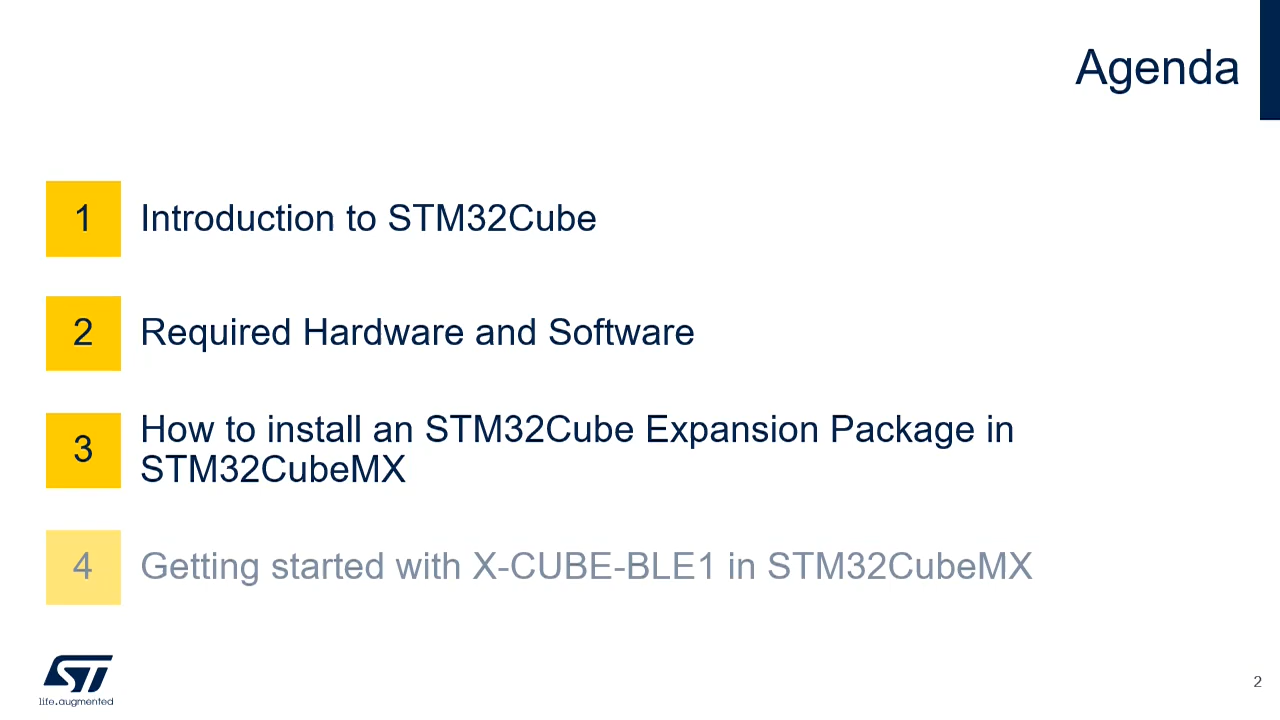 Agenda
1
Introduction to STM32Cube
2
Required Hardware and Software
3
How to install an STM32Cube Expansion Package in
STM32CubeMX
4
Getting started with X-CUBE-BLE1 in STM32CubeMX
ST
life.augmented
2